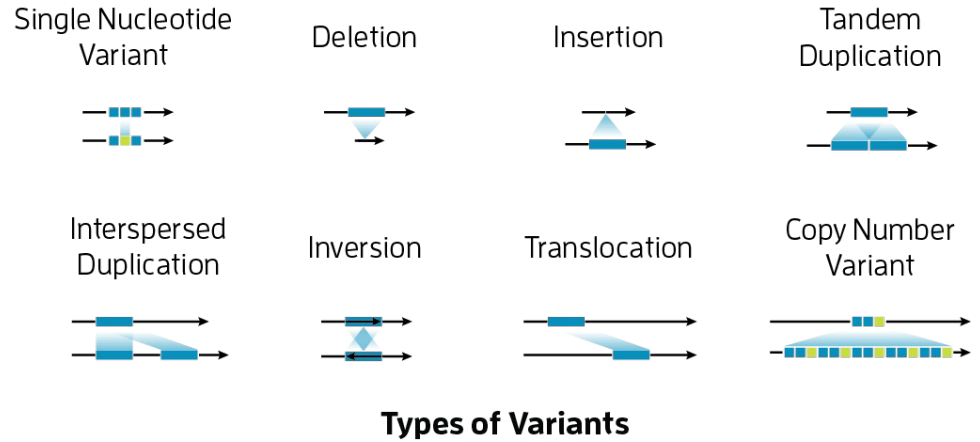 Single Nucleotide
Variant
Deletion
Insertion
Tandem
Duplication
Interspersed
Duplication
Inversion
Translocation
Copy Number
Variant
Types of Variants